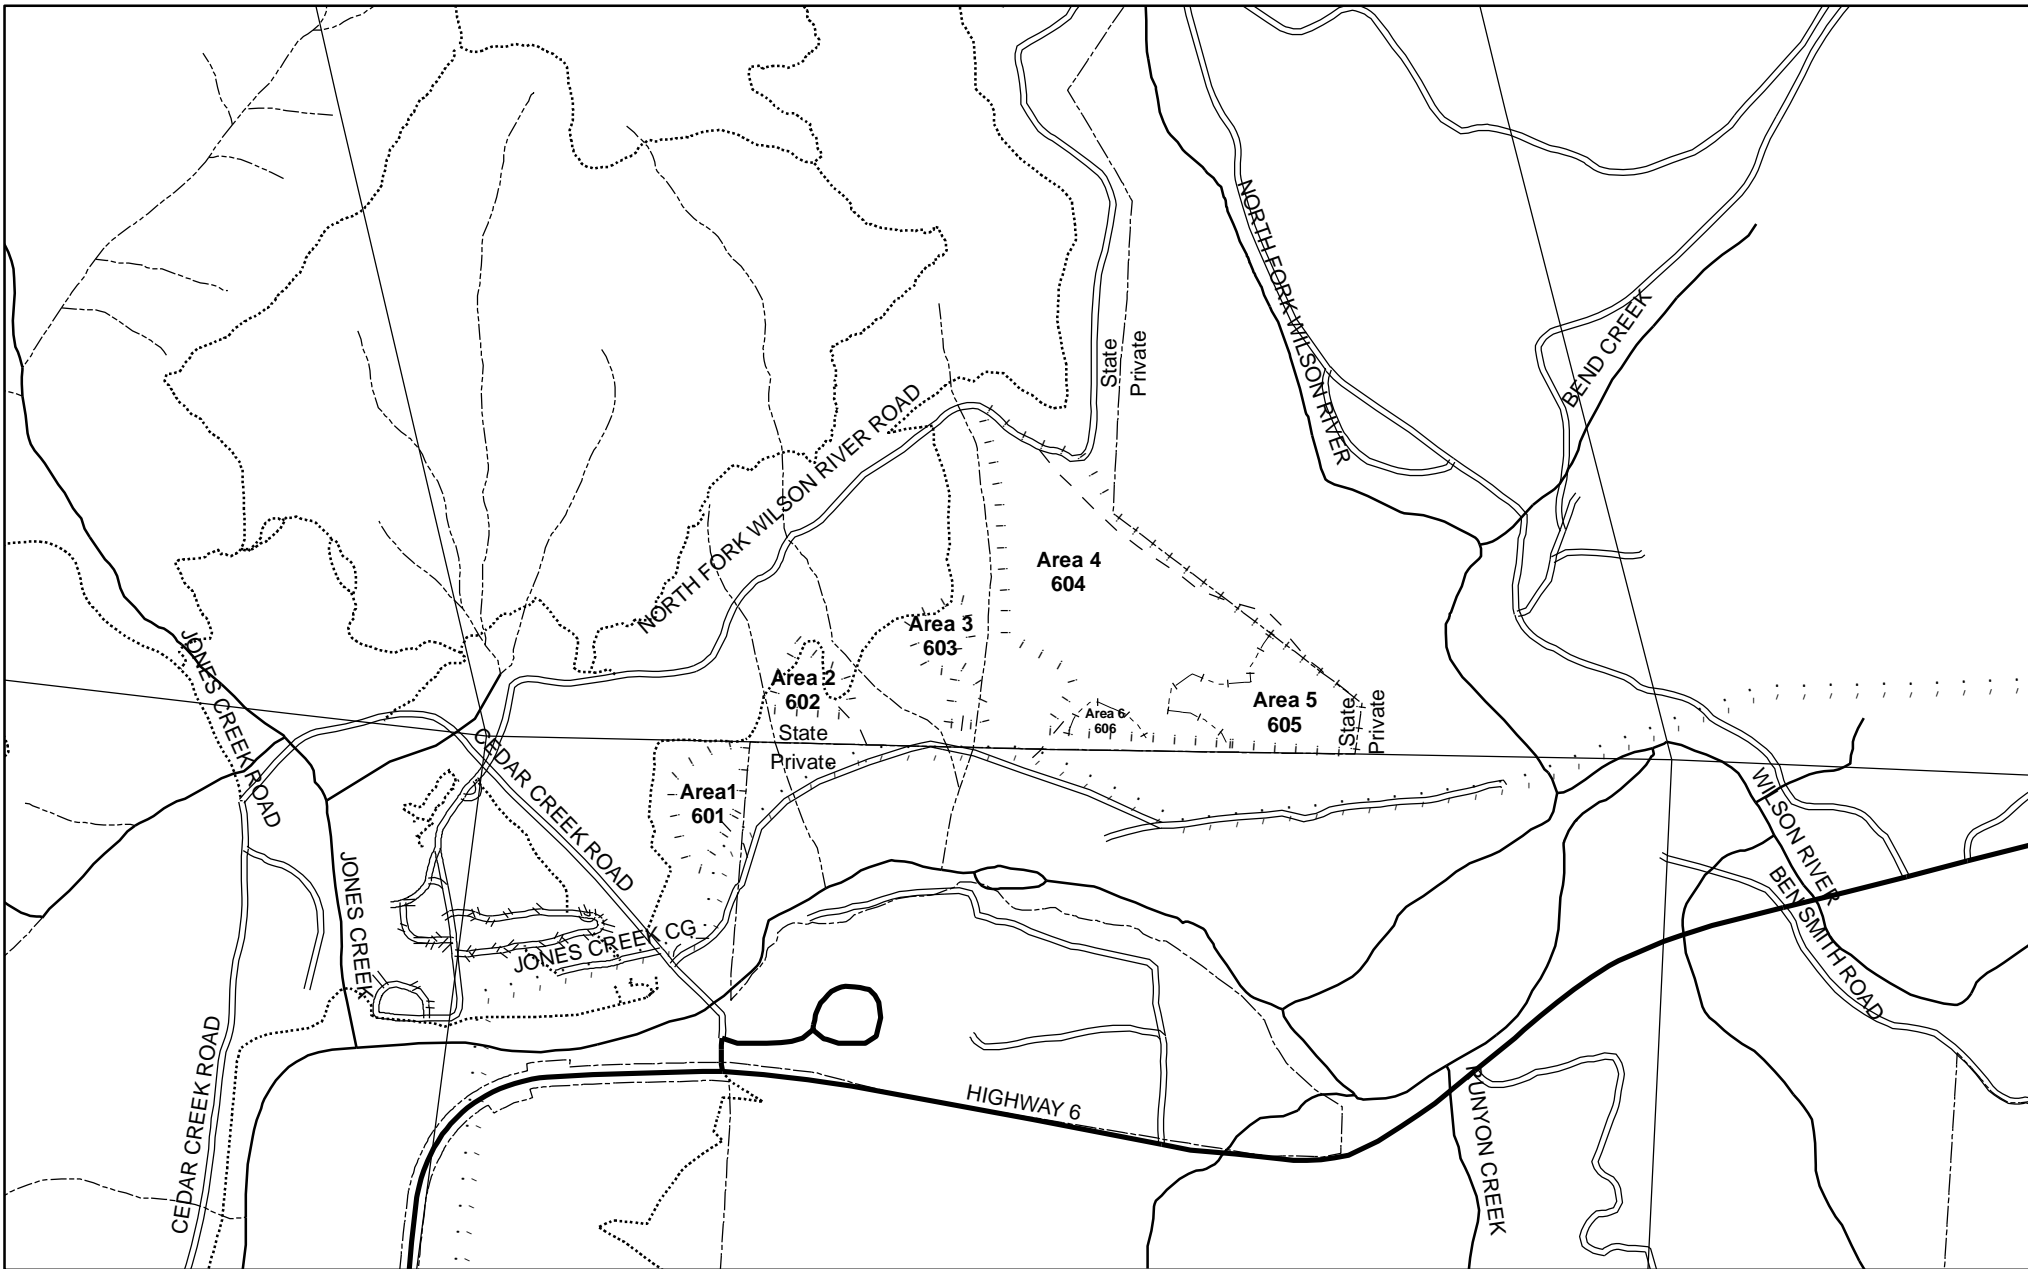 NORTH FORK WILSON RIVER
BEND CREEK
State
Private
NORTH FORK WILSON RIVER ROAD
Area 4
604
Area 3
603
Area 2
602
Area 5
605
Area 6
606
State
Private
State
Private
JONES CREEK ROAD
CEDAR CREEK ROAD
Area1
601
WILSON RIVER
BEN SMITH ROAD
JONES CREEK
JONES CREEK CG
CEDAR CREEK ROAD
HIGHWAY 6
RUNYON CREEK